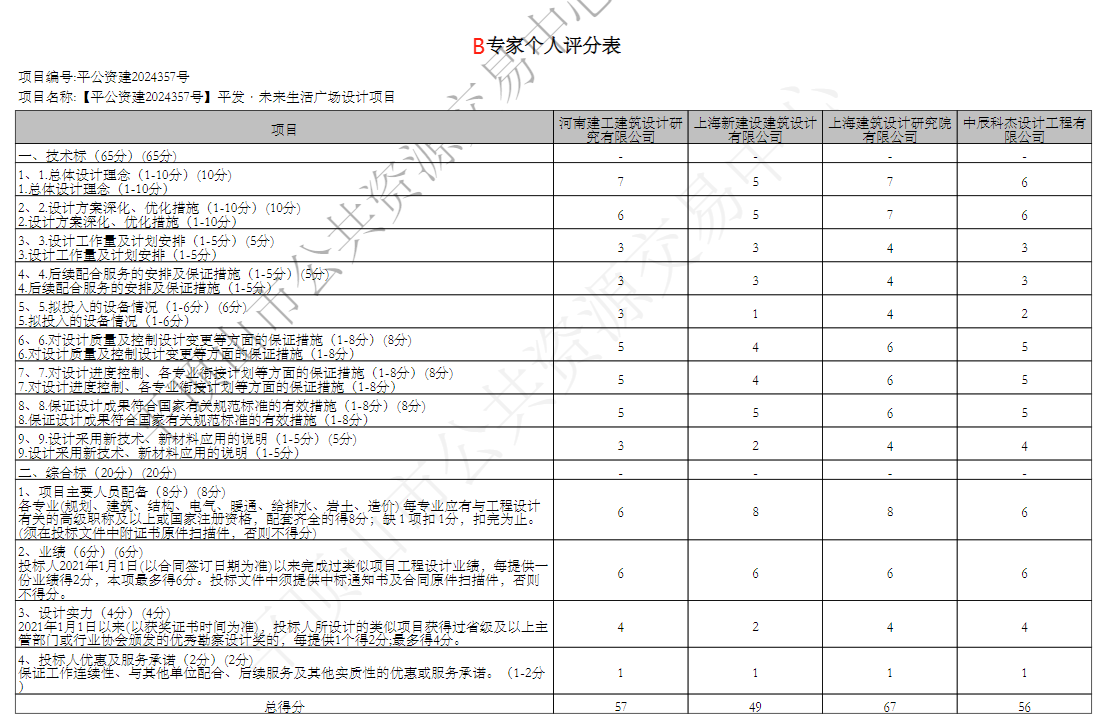 B专家个人评分表
项目编号:平公资建2024357号
项目名称:【平公资建2024357号】平发·未来生活广场设计项目
项目 河南建工建筑设计研究有限公司 上海新建设建筑设计有限公司 上海建筑设计研究院有限公司 中辰科杰设计工程有限公司
一、技术标（65分）(65分) - - - -
1、1.总体设计理念（1-10分）(10分)
1.总体设计理念（1-10分） 7 5 7 6
2、2.设计方案深化、优化措施（1-10分）(10分)
2.设计方案深化、优化措施（1-10分） 6 5 7 6
3、3.设计工作量及计划安排（1-5分）(5分)
3.设计工作量及计划安排（1-5分） 3 3 4 3
4、4.后续配合服务的安排及保证措施（1-5分）(5分)
4.后续配合服务的安排及保证措施（1-5分） 3 3 4 3
5、5.拟投入的设备情况（1-6分）(6分)
5.拟投入的设备情况（1-6分） 3 1 4 2
6、6.对设计质量及控制设计变更等方面的保证措施（1-8分）(8分)
6.对设计质量及控制设计变更等方面的保证措施（1-8分） 5 4 6 5
7、7.对设计进度控制、各专业衔接计划等方面的保证措施（1-8分）(8分)
7.对设计进度控制、各专业衔接计划等方面的保证措施（1-8分） 5 4 6 5
8、8.保证设计成果符合国家有关规范标准的有效措施（1-8分）(8分)
8.保证设计成果符合国家有关规范标准的有效措施（1-8分） 5 5 6 5
9、9.设计采用新技术、新材料应用的说明（1-5分）(5分)
9.设计采用新技术、新材料应用的说明（1-5分） 3 2 4 4
二、综合标（20分）(20分) - - - -
1、项目主要人员配备（8分）(8分)
各专业(规划、建筑、结构、电气、暖通、给排水、岩土、造价) 每专业应有与工程设计
有关的高级职称及以上或国家注册资格，配套齐全的得8分；缺 1 项扣 1分，扣完为止。
(须在投标文件中附证书原件扫描件，否则不得分) 6 8 8 6
2、业绩（6分）(6分)
投标人2021年1月1日(以合同签订日期为准)以来完成过类似项目工程设计业绩，每提供一
份业绩得2分，本项最多得6分。投标文件中须提供中标通知书及合同原件扫描件，否则
不得分。 6 6 6 6
3、设计实力（4分）(4分)
2021年1月1日以来(以获奖证书时间为准)，投标人所设计的类似项目获得过省级及以上主
管部门或行业协会颁发的优秀勘察设计奖的，每提供1个得2分;最多得4分。 4 2 4 4
4、投标人优惠及服务承诺（2分）(2分)
保证工作连续性、与其他单位配合、后续服务及其他实质性的优惠或服务承诺。（1-2分
） 1 1 1 1
总得分 57 49 67 56
平顶山市公共资源交易中心
平顶山市公共资源交易中心